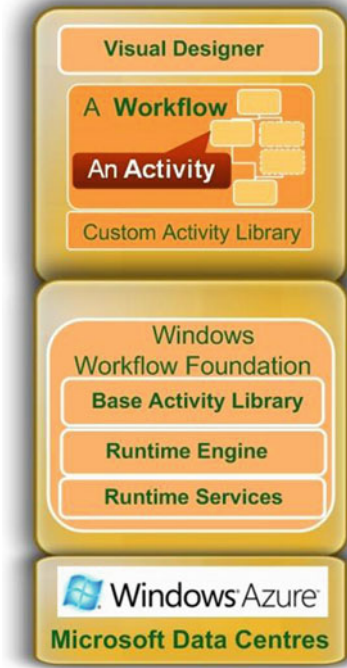 Visual Designer
A Workflow
An Activity
Custom Activity Library
Windows
Workflow Foundation
Base Activity Library
Runtime Engine
Runtime Services
Windows Azure
Microsoft Data Centres